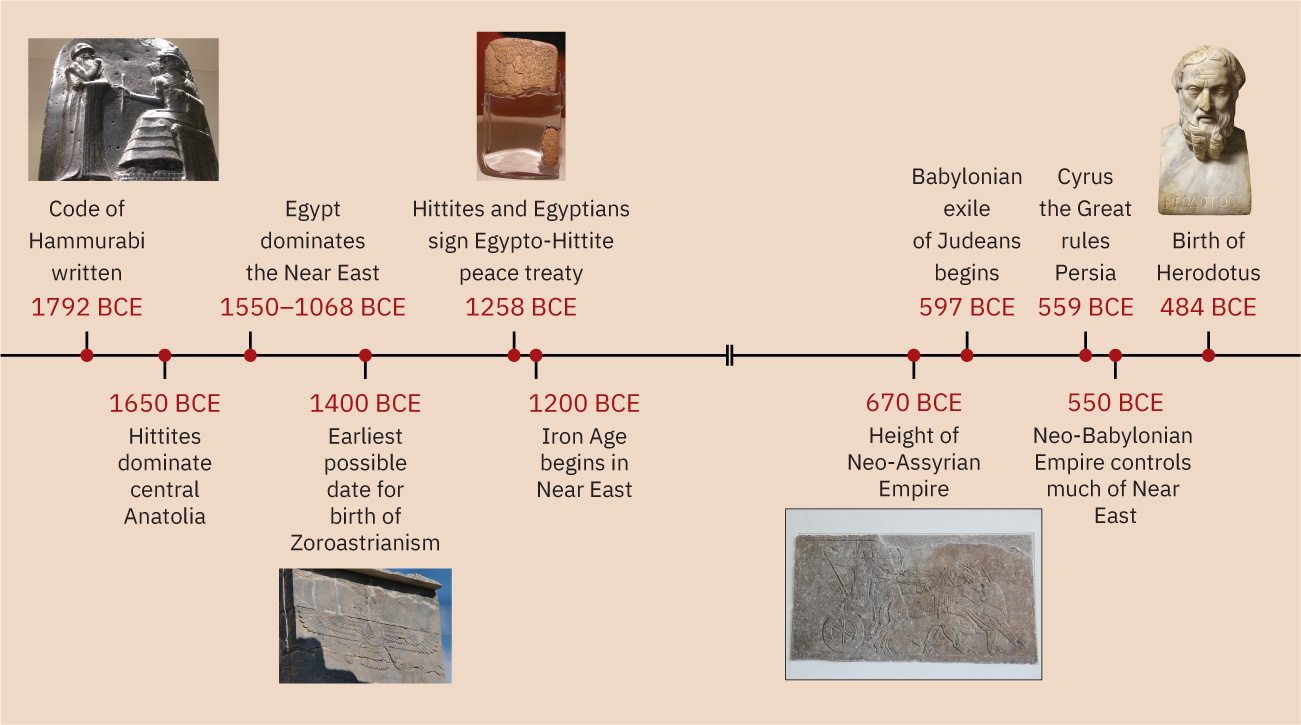 Code of
Hammurabi
written
1792 BCE
1650 BCE
Hittites
dominate
central
Anatolia
Egypt
dominates
the Near East
1550–1068 BCE
1400 BCE
Earliest
possible
date for
birth of
Zoroastrianism
Hittites and Egyptians
sign Egypto-Hittite
peace treaty
1258 BCE
1200 BCE
Iron Age
begins in
Near East
670 BCE
Height of
Neo-Assyrian
Empire
Babylonian
exile
of Judeans
begins
597 BCE
Cyrus
the Great
rules
Persia
559 BCE
550 BCE
Neo-Babylonian
Empire controls
much of Near
East
Birth of
Herodotus
484 BCE